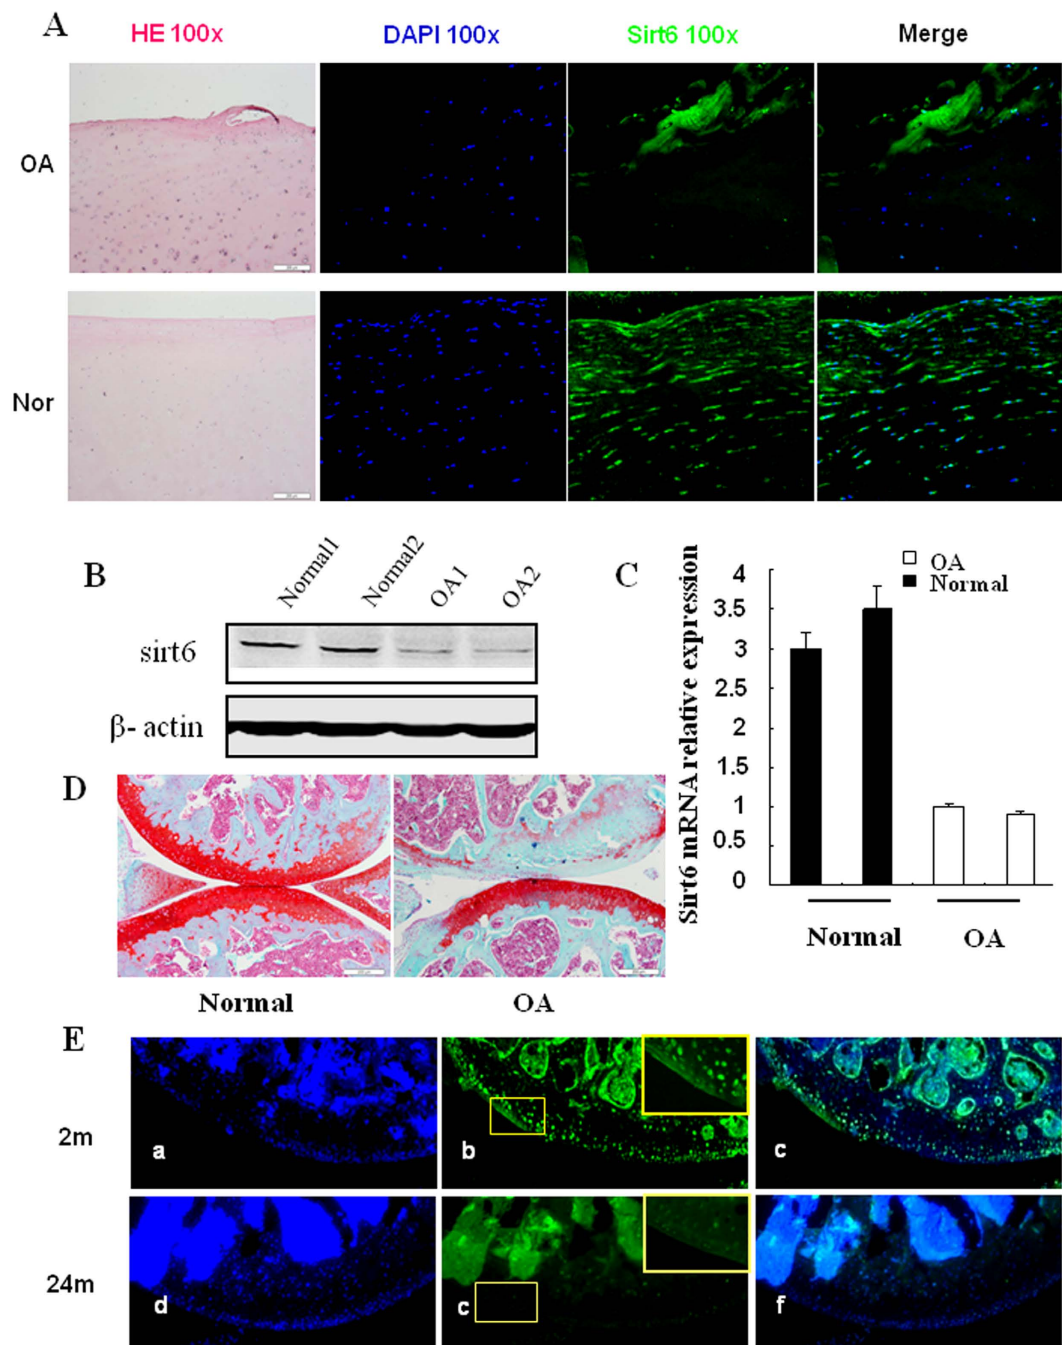 A
HE 100x DAPI 100x Sirt6 100x Merge
OA
Nor
B
Normal1 Normal2 OA1 OA2
sirt6
β- actin
C
OA
Normal
Sirt6 mRNA relative expression
4
3.5
3
2.5
2
1.5
1
0.5
0
Normal OA
D
Normal OA
E
2m
a b c
24m
d c f